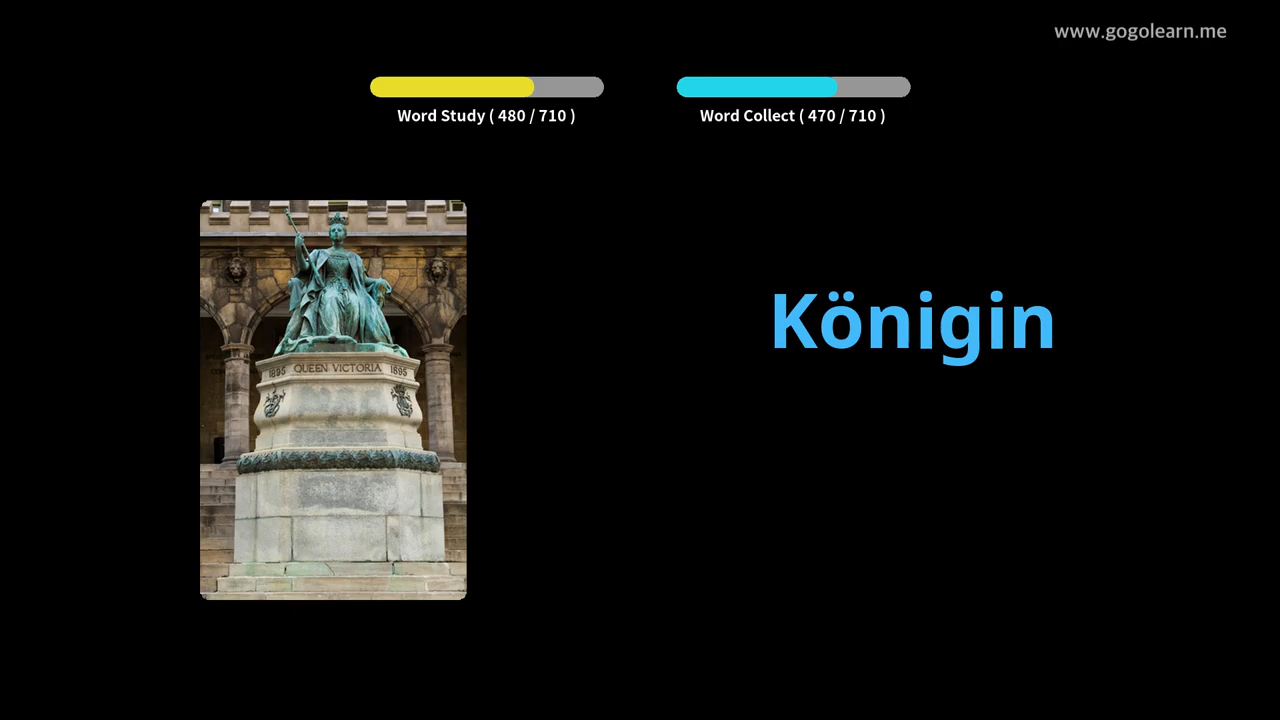 www.gogolearn.me
Word Study ( 480 / 710 )
Word Collect ( 470 / 710 )
Königin
1895 QUEEN VICTORIA 1895